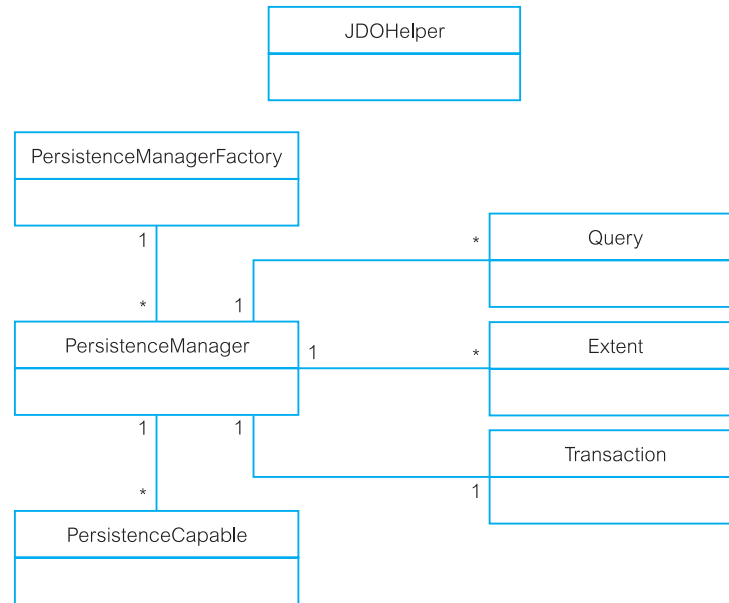 JDOHelper
PersistenceManagerFactory
1
*
Query
*
1
PersistenceManager
1
*
Extent
1
1
Transaction
1
*
PersistenceCapable